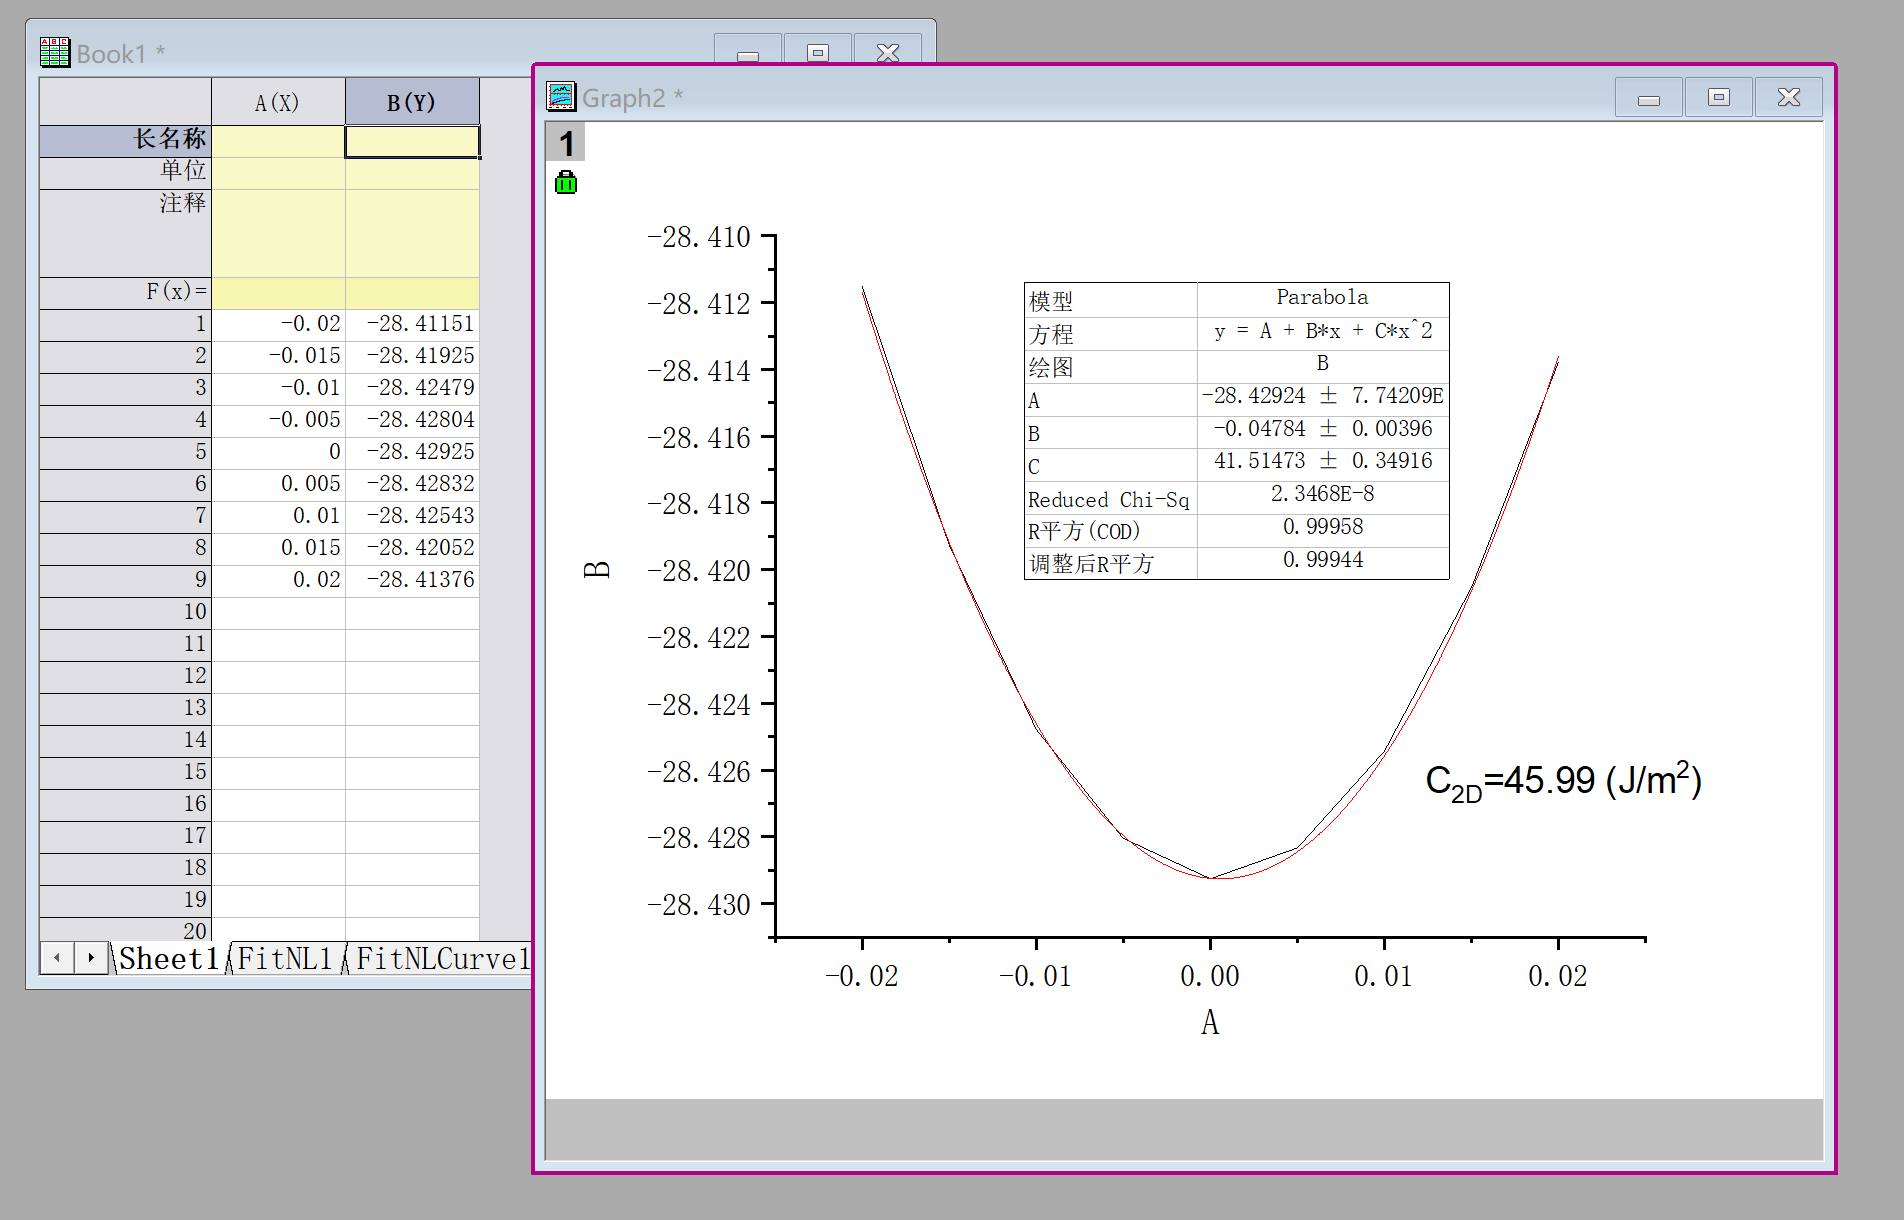 Book1 *
A(X) B(Y)
长名称
单位
注释
F(x)=
1 -0.02 -28.41151
2 -0.015 -28.41925
3 -0.01 -28.42479
4 -0.005 -28.42804
5 0 -28.42925
6 0.005 -28.42832
7 0.01 -28.42543
8 0.015 -28.42052
9 0.02 -28.41376
10
11
12
13
14
15
16
17
18
19
20
Sheet1 FitNL1 FitNLCurve1
Graph2 *
1
-28.410
-28.412
-28.414
-28.416
-28.418
-28.420
-28.422
-28.424
-28.426
-28.428
-28.430
B
模型 Parabola
方程 y = A + B*x + C*x^2
绘图 B
A -28.42924 ± 7.74209E
B -0.04784 ± 0.00396
C 41.51473 ± 0.34916
Reduced Chi-Sq 2.3468E-8
R平方(COD) 0.99958
调整后R平方 0.99944
C2D=45.99 (J/m2)
-0.02 -0.01 0.00 0.01 0.02
A